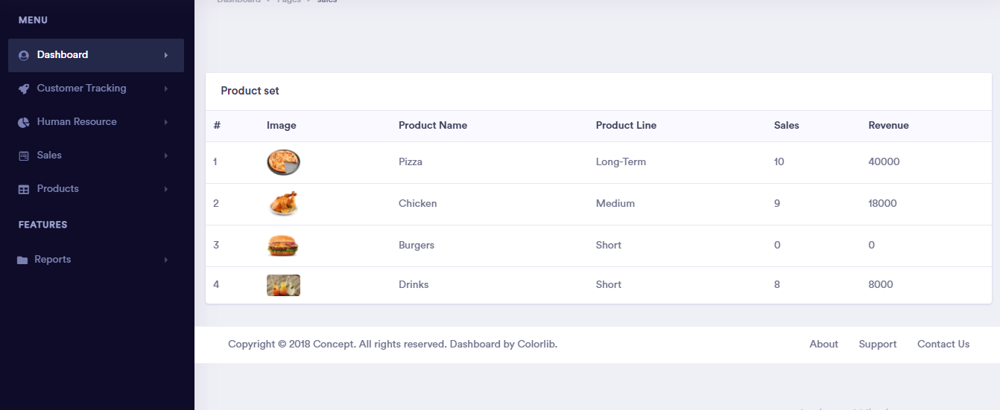 Dashboard > Pages > sales
MENU
Dashboard
Customer Tracking
Human Resource
Sales
Products
FEATURES
Reports
Product set
# Image Product Name Product Line Sales Revenue
1 Pizza Long-Term 10 40000
2 Chicken Medium 9 18000
3 Burgers Short 0 0
4 Drinks Short 8 8000
Copyright © 2018 Concept. All rights reserved. Dashboard by Colorlib.
About Support Contact Us